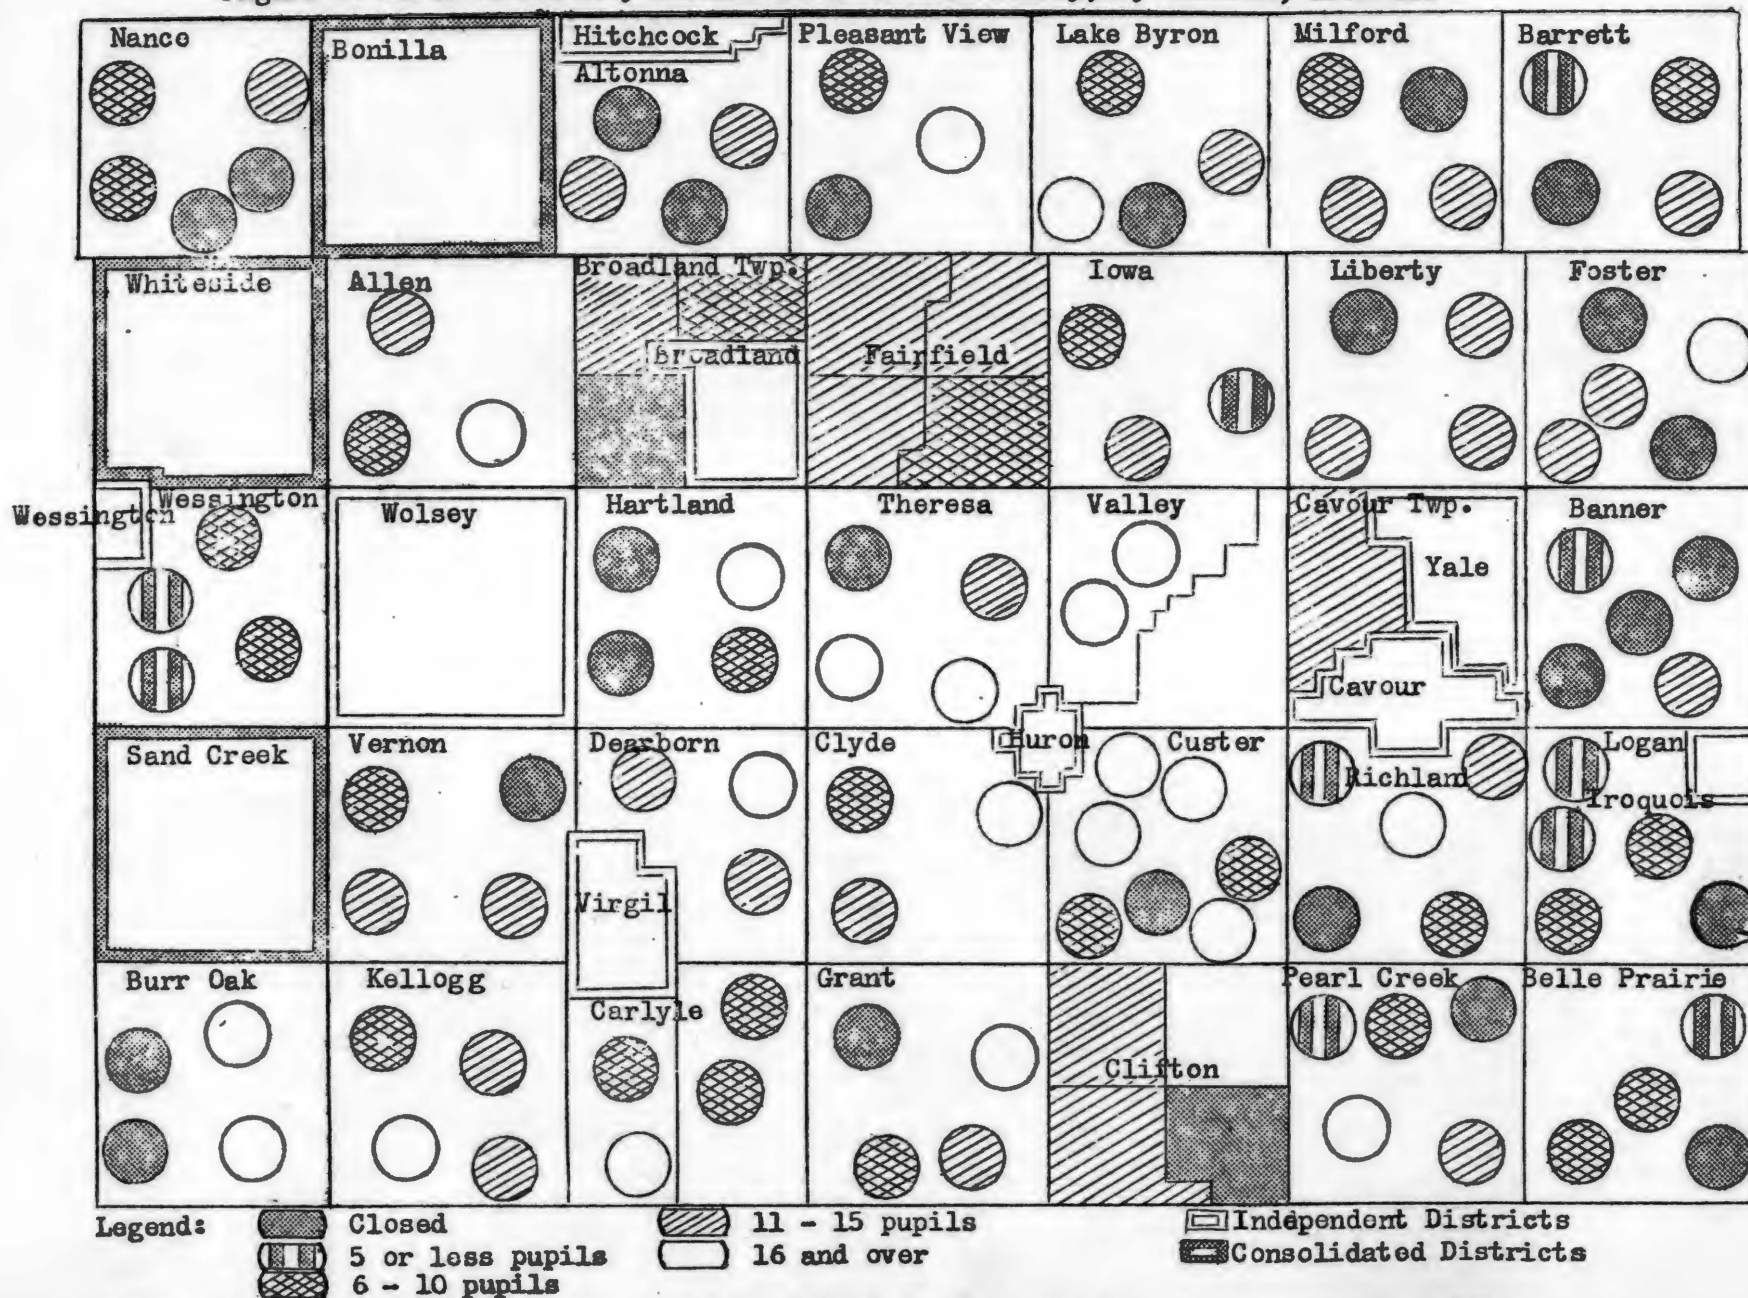 Nance
Bonilla
Hitchcock
Altonna
Pleasant View
Lake Byron
Milford
Barrett
Whiteside
Allen
Broadland Twp.
Broadland
Fairfield
Iowa
Liberty
Foster
Wessington
Wessington
Wolsey
Hartland
Theresa
Valley
Cavour Twp.
Yale
Cavour
Banner
Sand Creek
Vernon
Dearborn
Virgil
Clyde
Huron
Custer
Richland
Logan
Iroquois
Burr Oak
Kellogg
Carlyle
Grant
Clifton
Pearl Creek
Belle Prairie
Legend:
Closed
5 or less pupils
6 - 10 pupils
11 - 15 pupils
16 and over
Independent Districts
Consolidated Districts